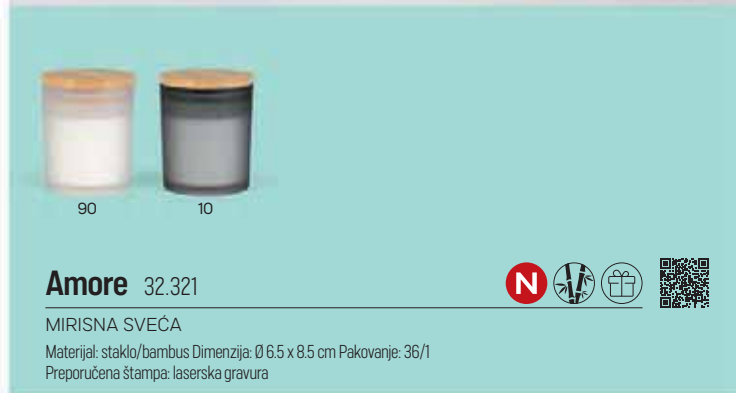 90 10
Amore 32.321 N
MIRISNA SVEĆA
Materijal: staklo/bambus Dimenzija: Ø 6.5 x 8.5 cm Pakovanje: 36/1
Preporučena štampa: laserska gravura